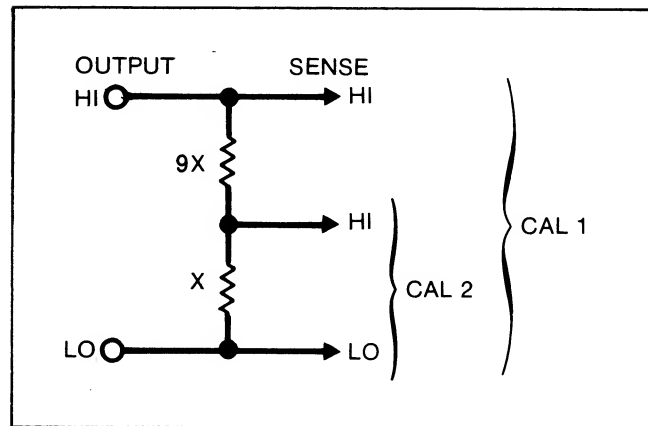 OUTPUT SENSE
HI HI
9X
HI
CAL 1
X
CAL 2
LO LO